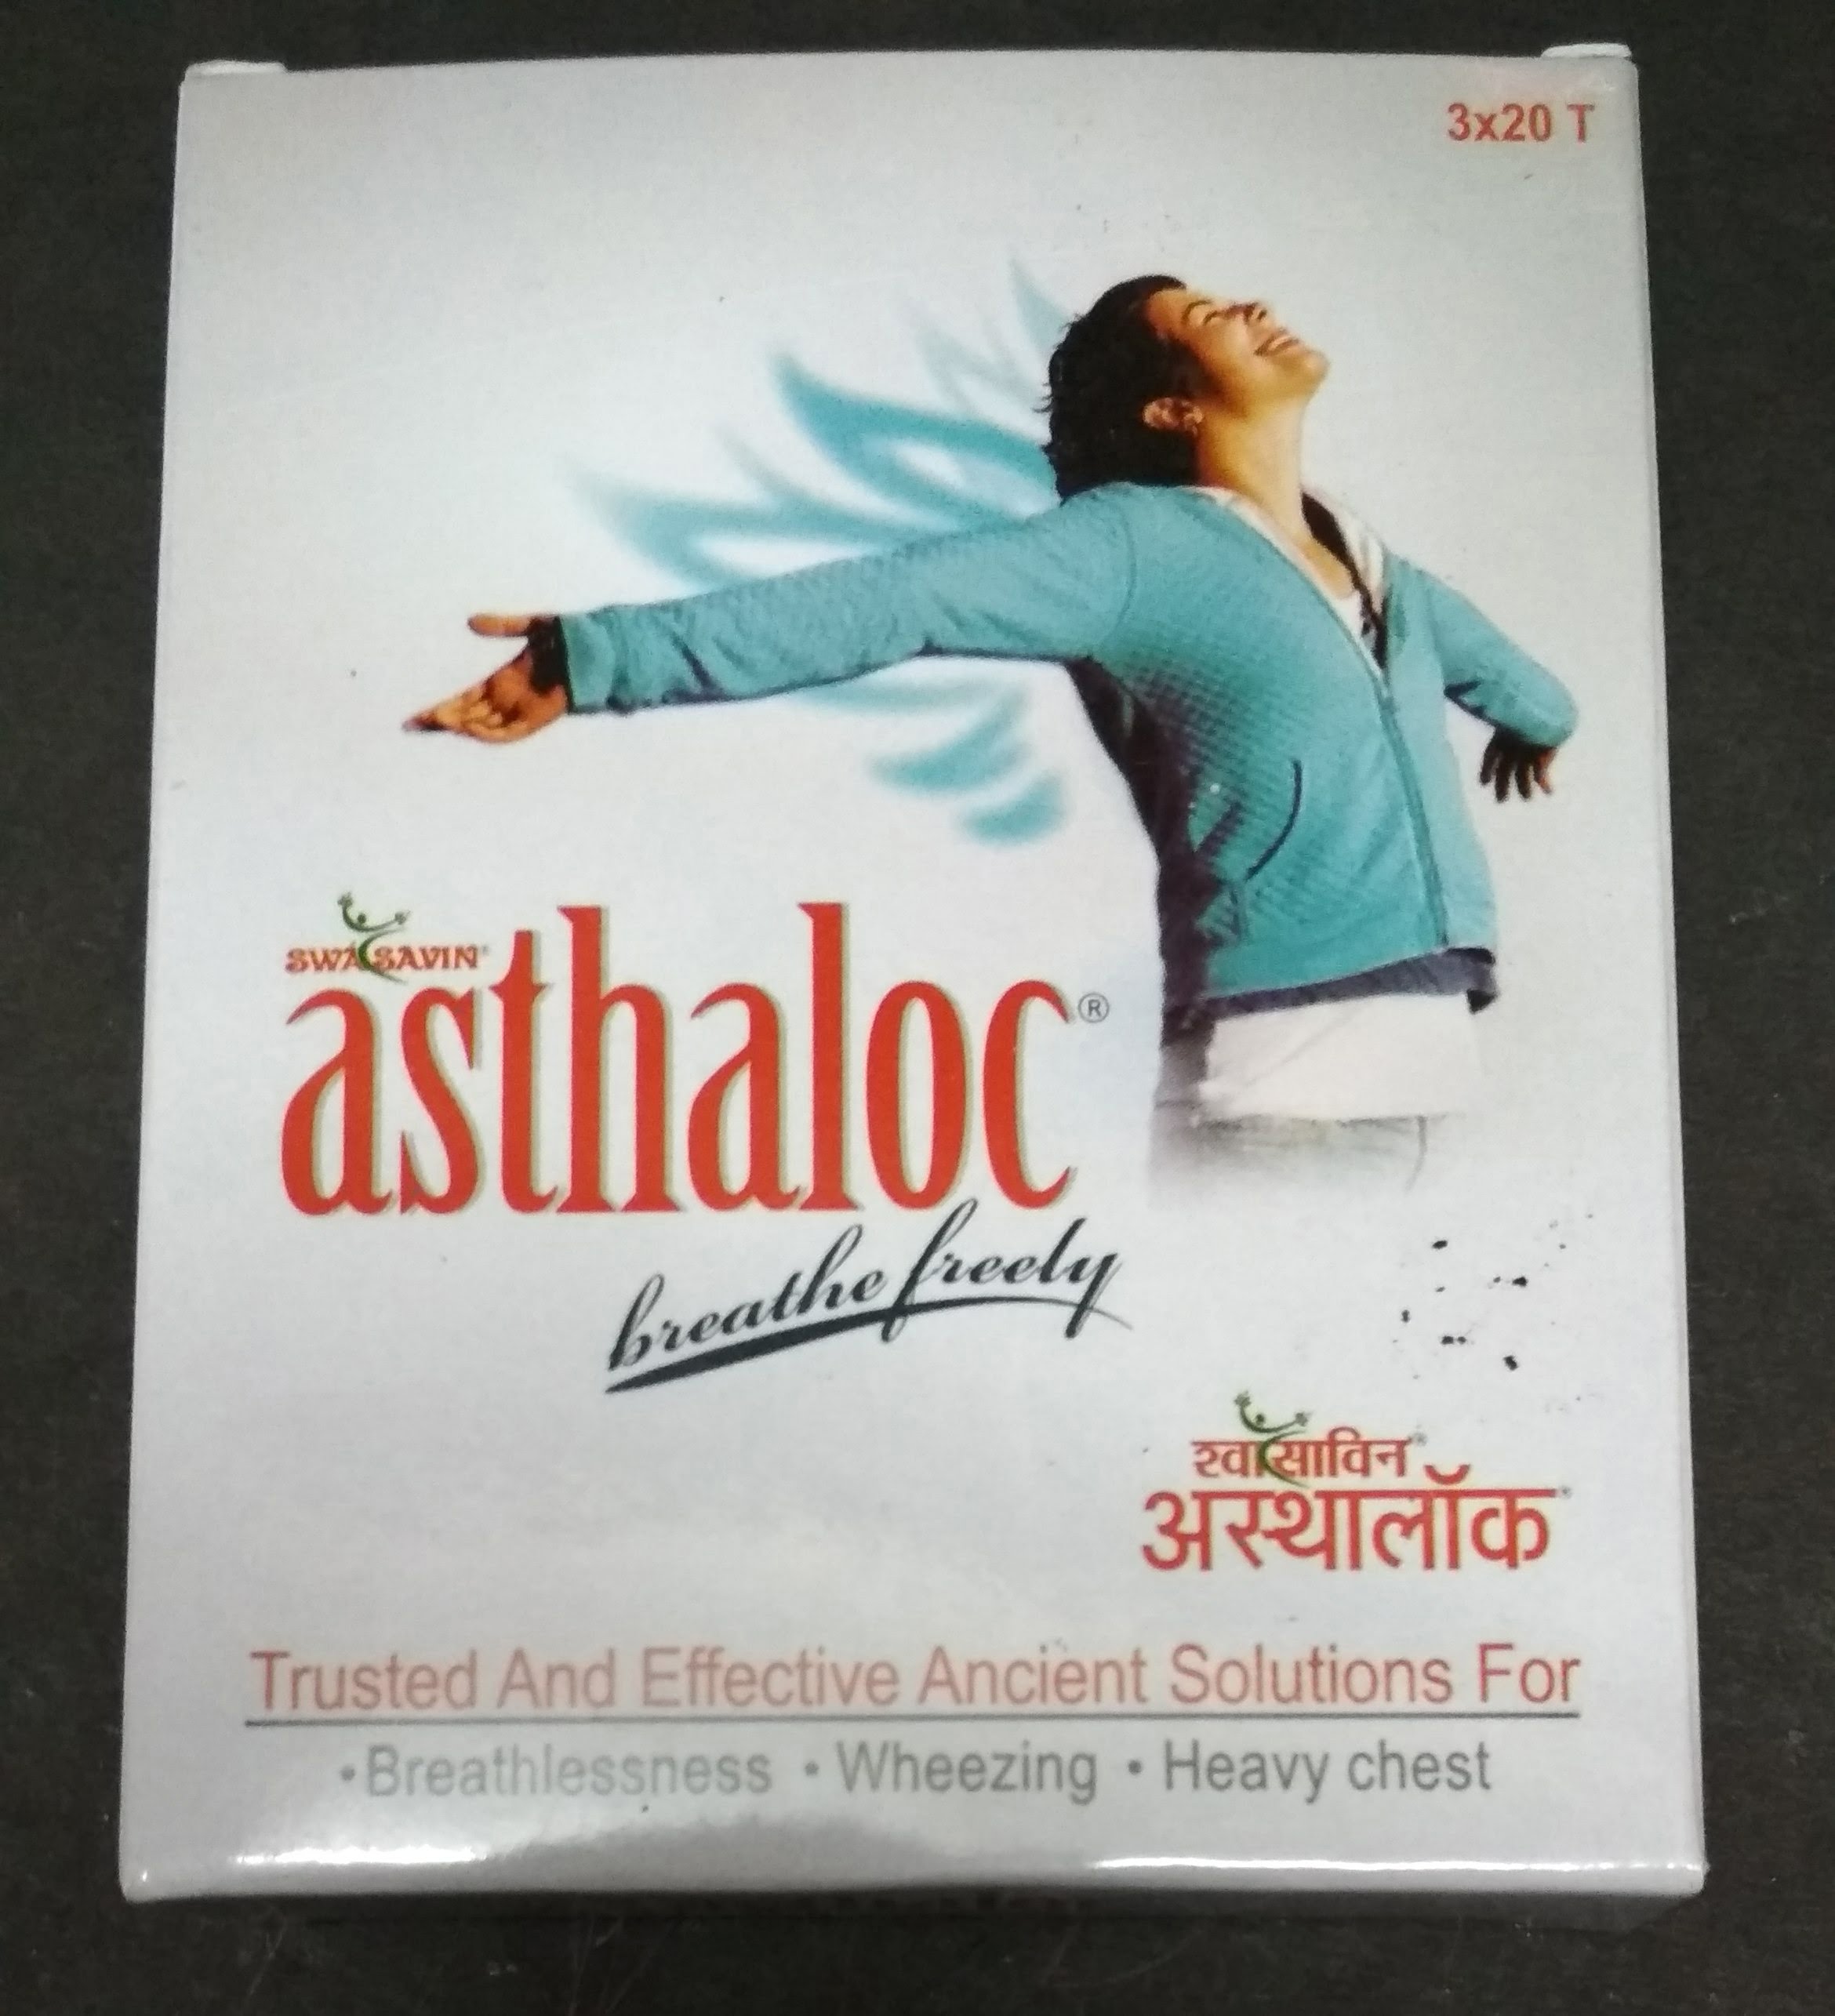 3x20 T
SWASAVIN®
asthaloc®
breathe freely
श्वासाविन®
अस्थालॉक®
Trusted And Effective Ancient Solutions For
•Breathlessness • Wheezing • Heavy chest